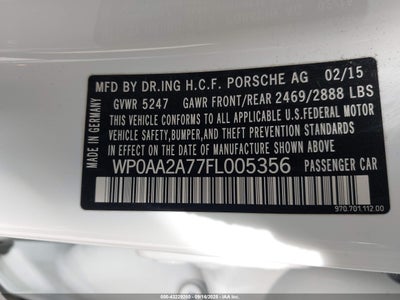 MFD BY DR.ING H.C.F. PORSCHE AG 02/15
GVWR 5247 GAWR FRONT/REAR 2469/2888 LBS
THIS VEHICLE CONFORMS TO ALL
APPLICABLE U.S.FEDERAL MOTOR
VEHICLE SAFETY,BUMPER,AND THEFT
PREVENTION STANDARDS IN EFFECT ON
THE DATE OF MANUFACTURE SHOWN ABOVE
WP0AA2A77FL005356 PASSENGER CAR
MADE IN GERMANY
970.701.112.00